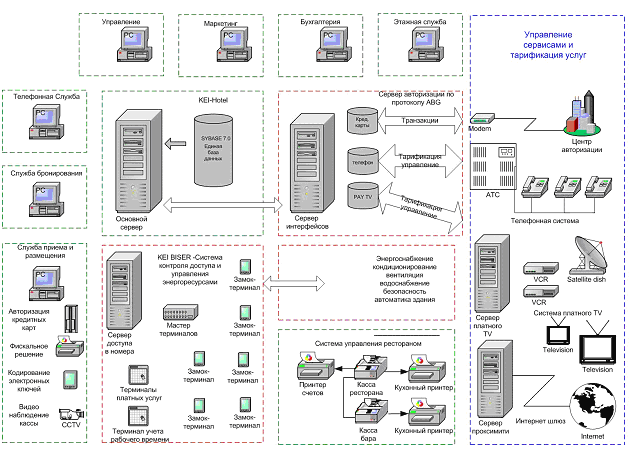 Управление
PC
Маркетинг
PC
Бухгалтерия
PC
Этажная служба
PC
Управление
сервисами и
тарификация услуг
Телефонная Служба
PC
Служба бронирования
PC
Служба приема и
размещения
PC
Авторизация
кредитных
карт
Фискальное
решение
Кодирование
электронных
ключей
Видео
наблюдение
кассы
CCTV
KEI-Hotel
SYBASE 7.0
Единая
база
данных
Основной
сервер
Сервер авторизации по
протоколу ABG
Кред.
карты
Транзакции
телефон
Тарификация
управление
PAY TV
Тарификация
управление
Сервер
интерфейсов
Modem
Центр
авторизации
АТС
Телефонная система
KEI BISER -Система
контроля доступа и
управления
энергоресурсами
Сервер
доступа
в номера
Мастер
терминалов
Замок-
терминал
Замок-
терминал
Терминалы
платных услуг
Замок-
терминал
Замок-
терминал
Терминал учета
рабочего времени
Замок-
терминал
Замок-
терминал
Энергоснабжение
кондиционирование
вентиляция
водоснабжение
безопасность
автоматика здания
Система управления рестораном
Принтер
счетов
Касса
ресторана
Кухонный принтер
Касса
бара
Кухонный принтер
Сервер
платного
TV
VCR
VCR
Satellite dish
Система платного TV
Television
Television
Сервер
проксимити
Интернет шлюз
Internet